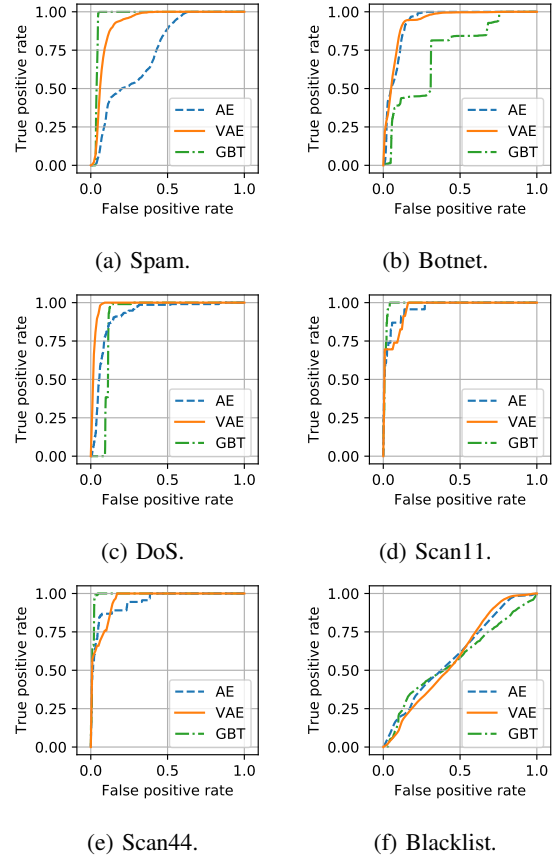 1.00
0.75
0.50
0.25
0.00
True positive rate
AE
VAE
GBT
0.0 0.5 1.0
False positive rate
(a) Spam.
1.00
0.75
0.50
0.25
0.00
True positive rate
AE
VAE
GBT
0.0 0.5 1.0
False positive rate
(b) Botnet.
1.00
0.75
0.50
0.25
0.00
True positive rate
AE
VAE
GBT
0.0 0.5 1.0
False positive rate
(c) DoS.
1.00
0.75
0.50
0.25
0.00
True positive rate
AE
VAE
GBT
0.0 0.5 1.0
False positive rate
(d) Scan11.
1.00
0.75
0.50
0.25
0.00
True positive rate
AE
VAE
GBT
0.0 0.5 1.0
False positive rate
(e) Scan44.
1.00
0.75
0.50
0.25
0.00
True positive rate
AE
VAE
GBT
0.0 0.5 1.0
False positive rate
(f) Blacklist.